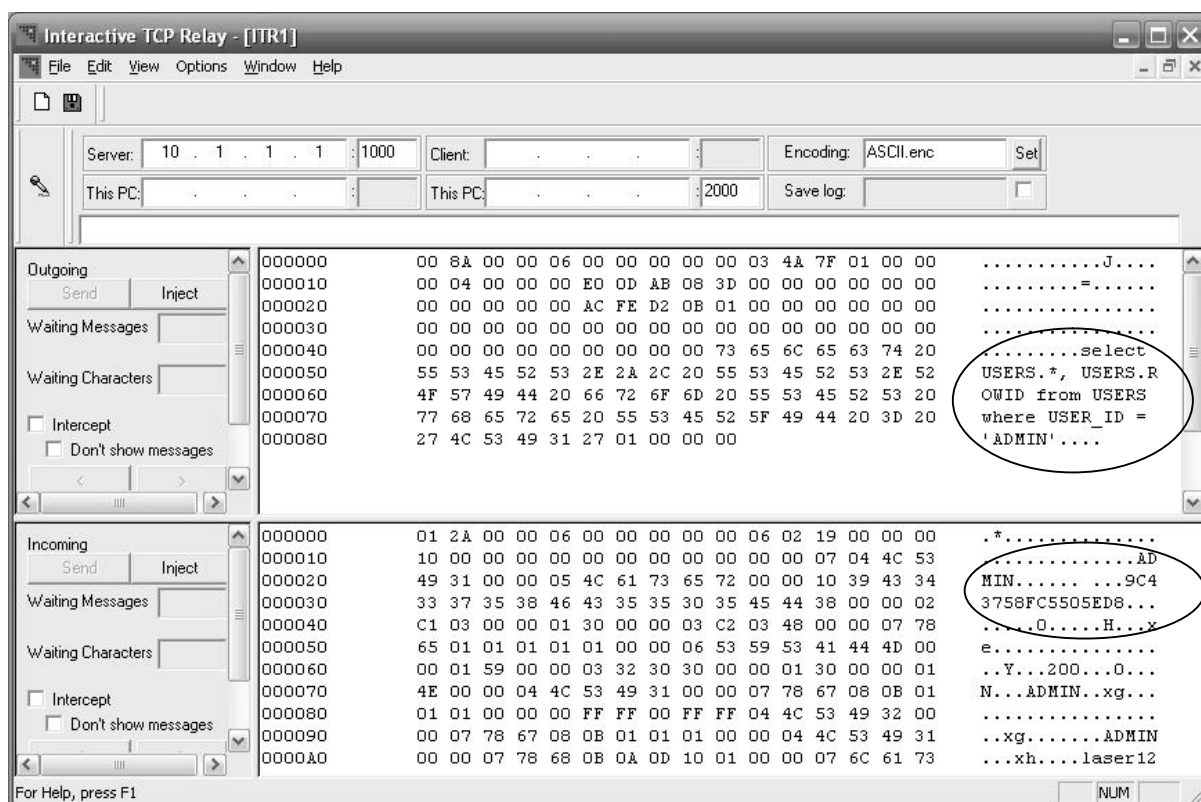 Interactive TCP Relay - [ITR1]
File Edit View Options Window Help
Server: 10 . 1 . 1 . 1 : 1000 Client: . . . : Encoding: ASCII.enc Set
This PC: . . . : This PC: . . . : 2000 Save log:
Outgoing
Send Inject
Waiting Messages
Waiting Characters
Intercept
Don't show messages
< >
000000 00 8A 00 00 06 00 00 00 00 00 03 4A 7F 01 00 00 ...........J....
000010 00 04 00 00 00 E0 0D AB 08 3D 00 00 00 00 00 00 .........=......
000020 00 00 00 00 00 AC FE D2 0B 01 00 00 00 00 00 00 ................
000030 00 00 00 00 00 00 00 00 00 00 00 00 00 00 00 00 ................
000040 00 00 00 00 00 00 00 00 00 73 65 6C 65 63 74 20 .........select
000050 55 53 45 52 53 2E 2A 2C 20 55 53 45 52 53 2E 52 USERS.*, USERS.R
000060 4F 57 49 44 20 66 72 6F 6D 20 55 53 45 52 53 20 OWID from USERS
000070 77 68 65 72 65 20 55 53 45 52 5F 49 44 20 3D 20 where USER_ID =
000080 27 4C 53 49 31 27 01 00 00 00 'ADMIN'....
Incoming
Send Inject
Waiting Messages
Waiting Characters
Intercept
Don't show messages
000000 01 2A 00 00 06 00 00 00 00 00 06 02 19 00 00 00 .*..............
000010 10 00 00 00 00 00 00 00 00 00 00 00 07 04 4C 53 ..............AD
000020 49 31 00 00 05 4C 61 73 65 72 00 00 10 39 43 34 MIN...... ...9C4
000030 33 37 35 38 46 43 35 35 30 35 45 44 38 00 00 02 3758FC5505ED8...
000040 C1 03 00 00 01 30 00 00 03 C2 03 48 00 00 07 78 .....0.....H...x
000050 65 01 01 01 01 01 00 00 06 53 59 53 41 44 4D 00 e...............
000060 00 01 59 00 00 03 32 30 30 00 00 01 30 00 00 01 ..Y...200...0...
000070 4E 00 00 04 4C 53 49 31 00 00 07 78 67 08 0B 01 N...ADMIN..xg...
000080 01 01 00 00 00 FF FF 00 FF FF 04 4C 53 49 32 00 ................
000090 00 07 78 67 08 0B 01 01 01 00 00 04 4C 53 49 31 ..xg.......ADMIN
0000A0 00 00 07 78 68 0B 0A 0D 10 01 00 00 07 6C 61 73 ...xh....laser12
For Help, press F1 NUM